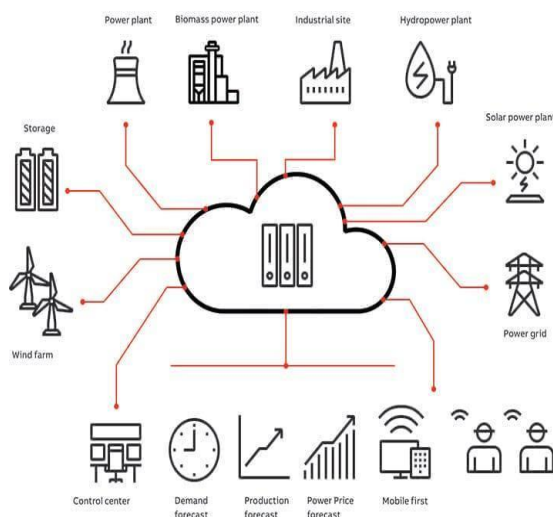 Power plant
Biomass power plant
Industrial site
Hydropower plant
Solar power plant
Storage
Wind farm
Power grid
Control center
Demand
forecast
Production
forecast
Power Price
forecast
Mobile first